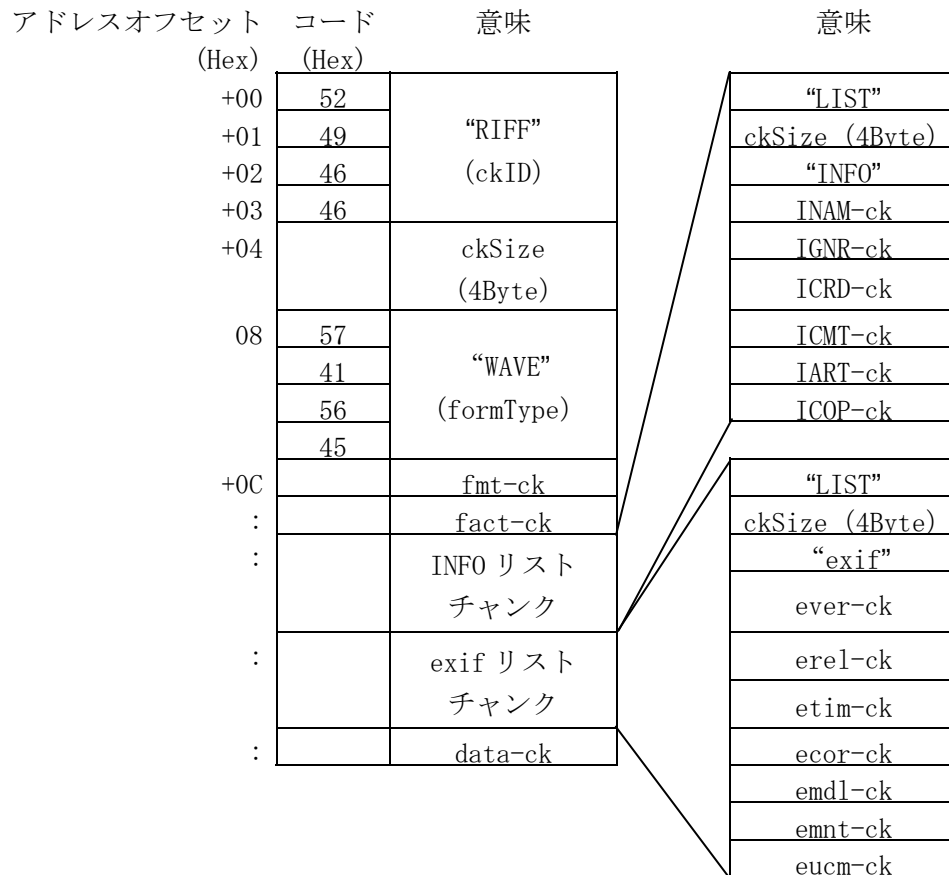 アドレスオフセット コード 意味 意味
(Hex) (Hex)
+00 52 “RIFF” (ckID)
+01 49
+02 46
+03 46
+04 ckSize (4Byte)
08 57 “WAVE” (formType)
41
56
45
+0C fmt-ck
: fact-ck
: INFO リスト チャンク
: exif リスト チャンク
: data-ck
“LIST”
ckSize (4Byte)
“INFO”
INAM-ck
IGNR-ck
ICRD-ck
ICMT-ck
IART-ck
ICOP-ck
“LIST”
ckSize (4Byte)
“exif”
ever-ck
erel-ck
etim-ck
ecor-ck
emdl-ck
emnt-ck
eucm-ck